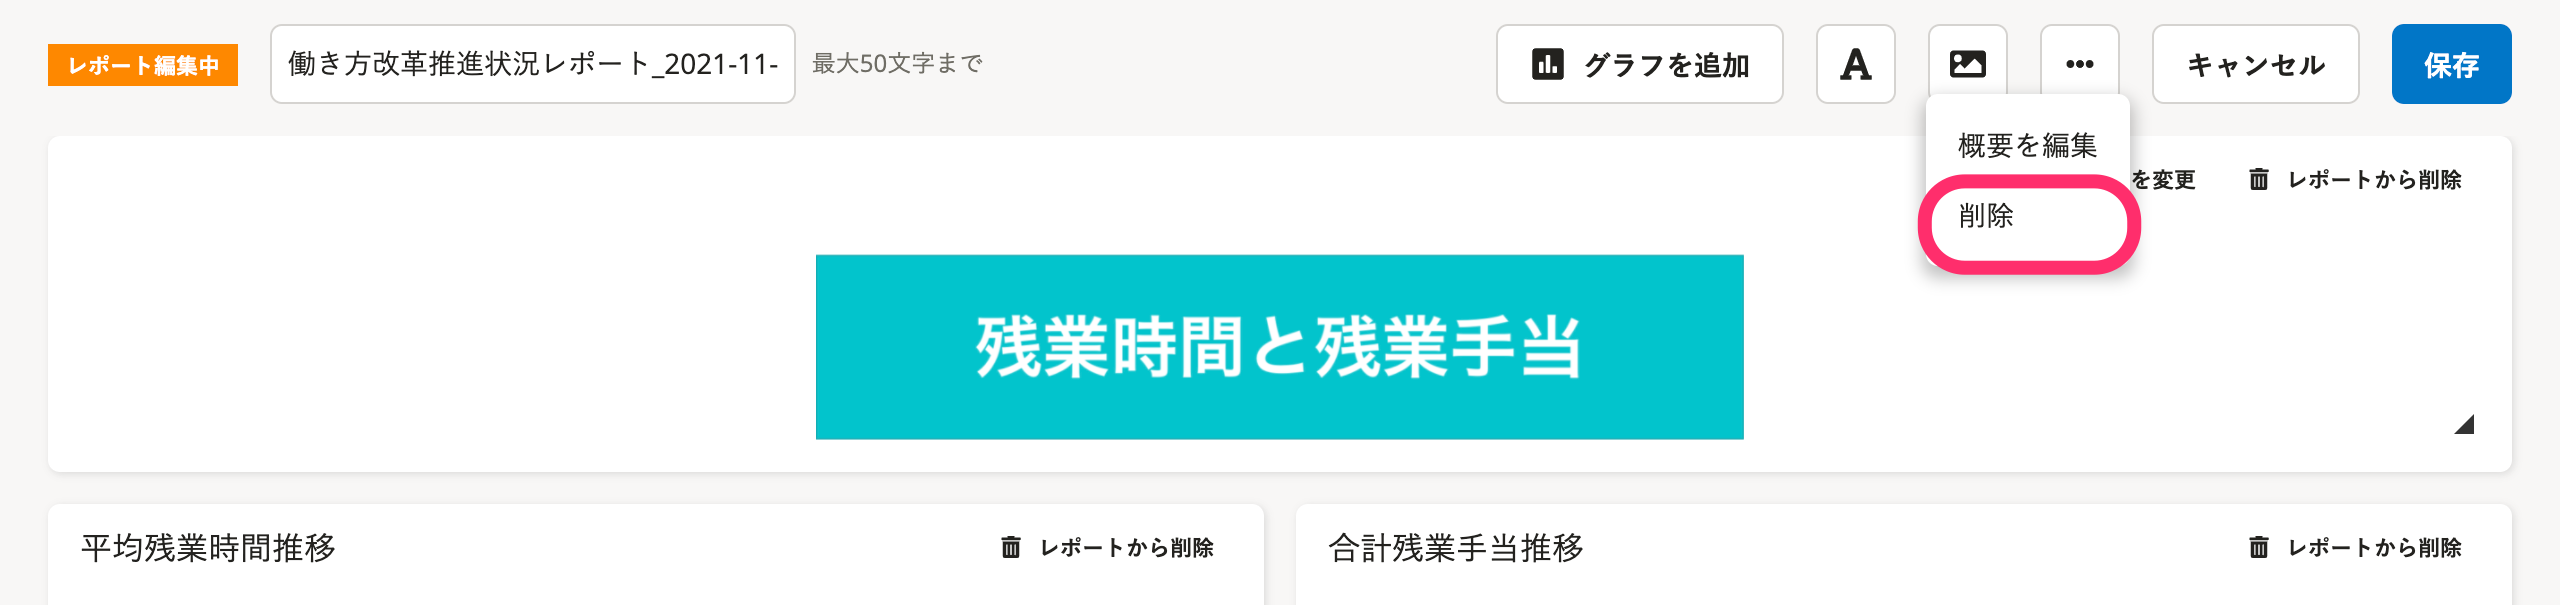 レポート編集中
働き方改革推進状況レポート_2021-11-
最大50文字まで
グラフを追加
A
キャンセル
保存
概要を編集
削除
を変更
レポートから削除
残業時間と残業手当
平均残業時間推移
レポートから削除
合計残業手当推移
レポートから削除